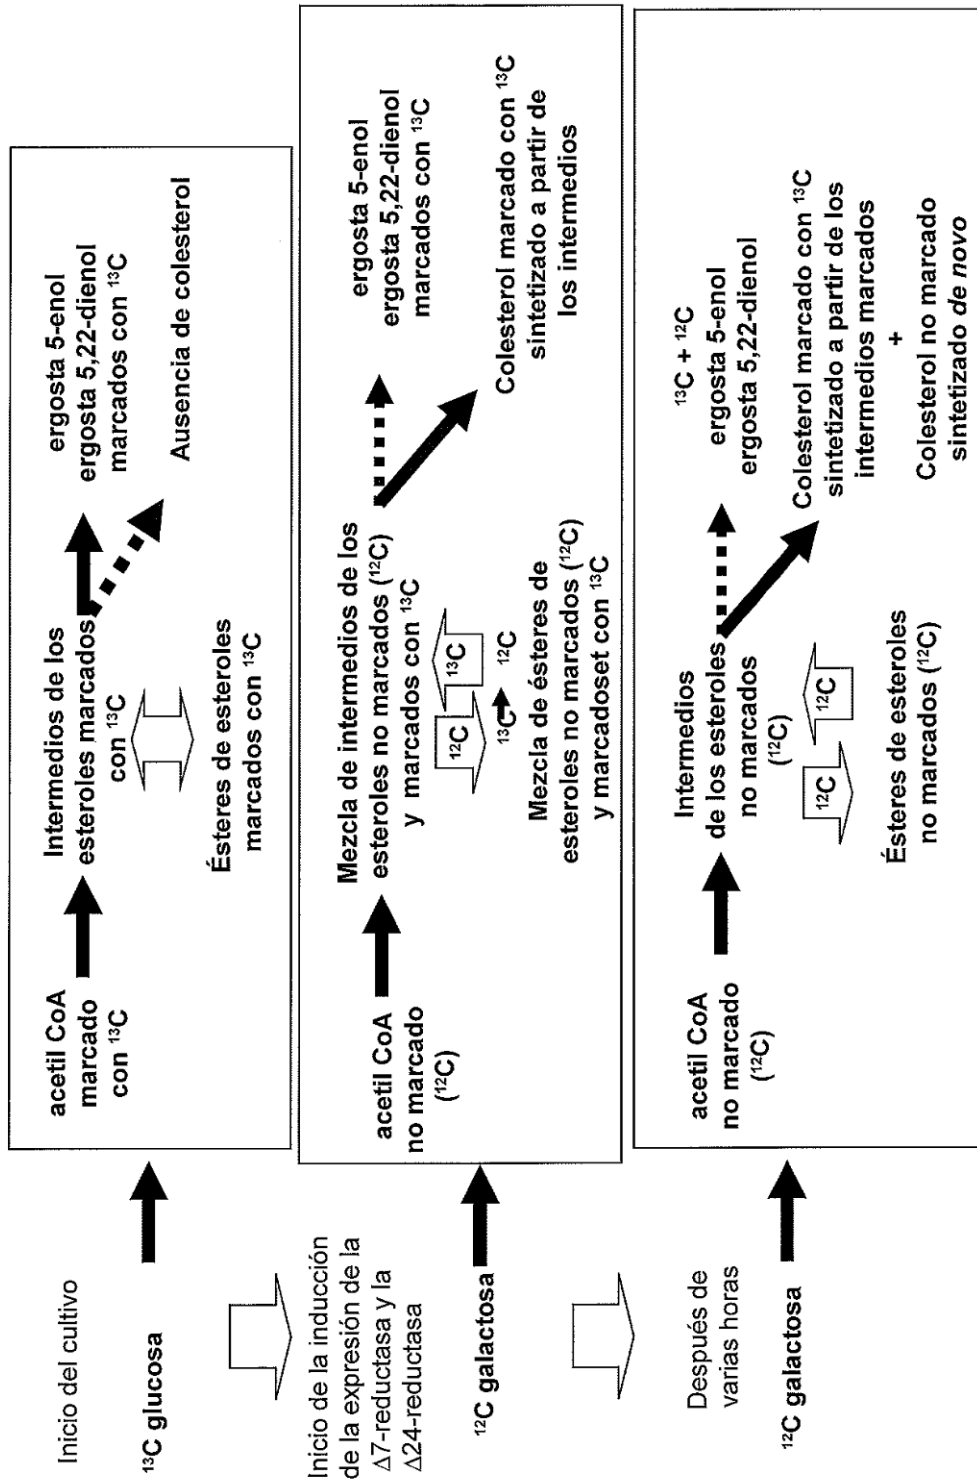 Inicio del cultivo
¹³C glucosa
acetil CoA
marcado
con ¹³C
Intermedios de los
esteroles marcados
con ¹³C
Ésteres de esteroles
marcados con ¹³C
ergosta 5-enol
ergosta 5,22-dienol
marcados con ¹³C
Ausencia de colesterol
Inicio de la inducción
de la expresión de la
Δ7-reductasa y la
Δ24-reductasa
¹²C galactosa
acetil CoA
no marcado
(¹²C)
Mezcla de intermedios de los
esteroles no marcados (¹²C)
y marcados con ¹³C
¹²C
¹³C
¹³C
¹²C
Mezcla de ésteres de
esteroles no marcados (¹²C)
y marcadoset con ¹³C
ergosta 5-enol
ergosta 5,22-dienol
marcados con ¹³C
Colesterol marcado con ¹³C
sintetizado a partir de
los intermedios
Después de
varias horas
¹²C galactosa
acetil CoA
no marcado
(¹²C)
Intermedios
de los esteroles
no marcados
(¹²C)
¹²C
¹²C
Ésteres de esteroles
no marcados (¹²C)
¹³C + ¹²C
ergosta 5-enol
ergosta 5,22-dienol
Colesterol marcado con ¹³C
sintetizado a partir de los
intermedios marcados
+
Colesterol no marcado
sintetizado de novo